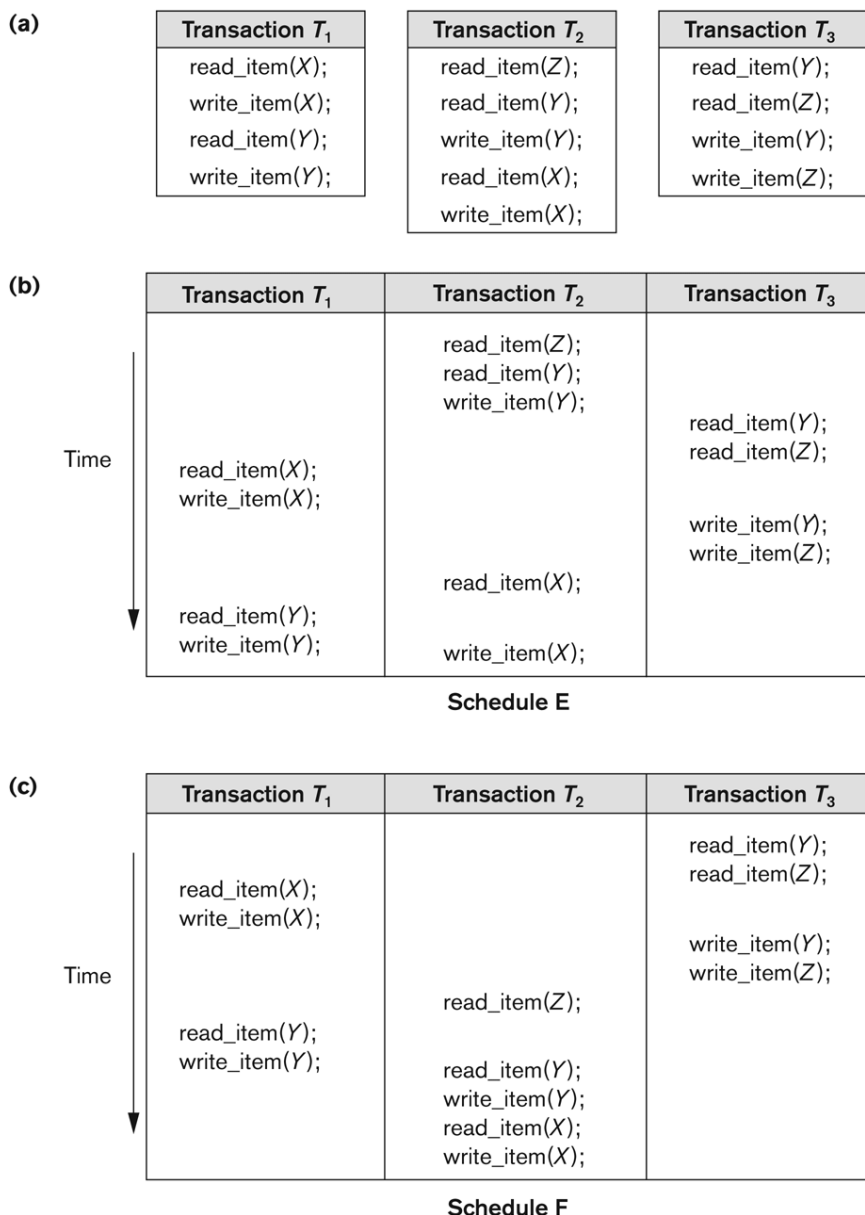 (a)
Transaction T1 Transaction T2 Transaction T3
read_item(X); read_item(Z); read_item(Y);
write_item(X); read_item(Y); read_item(Z);
read_item(Y); write_item(Y); write_item(Y);
write_item(Y); read_item(X); write_item(Z);
write_item(X);
(b)
Transaction T1 Transaction T2 Transaction T3
read_item(Z);
read_item(Y);
write_item(Y);
read_item(Y);
read_item(Z);
Time
read_item(X);
write_item(X);
write_item(Y);
write_item(Z);
read_item(X);
read_item(Y);
write_item(Y);
write_item(X);
Schedule E
(c)
Transaction T1 Transaction T2 Transaction T3
read_item(Y);
read_item(Z);
read_item(X);
write_item(X);
write_item(Y);
write_item(Z);
Time
read_item(Z);
read_item(Y);
write_item(Y);
read_item(Y);
write_item(Y);
read_item(X);
write_item(X);
Schedule F